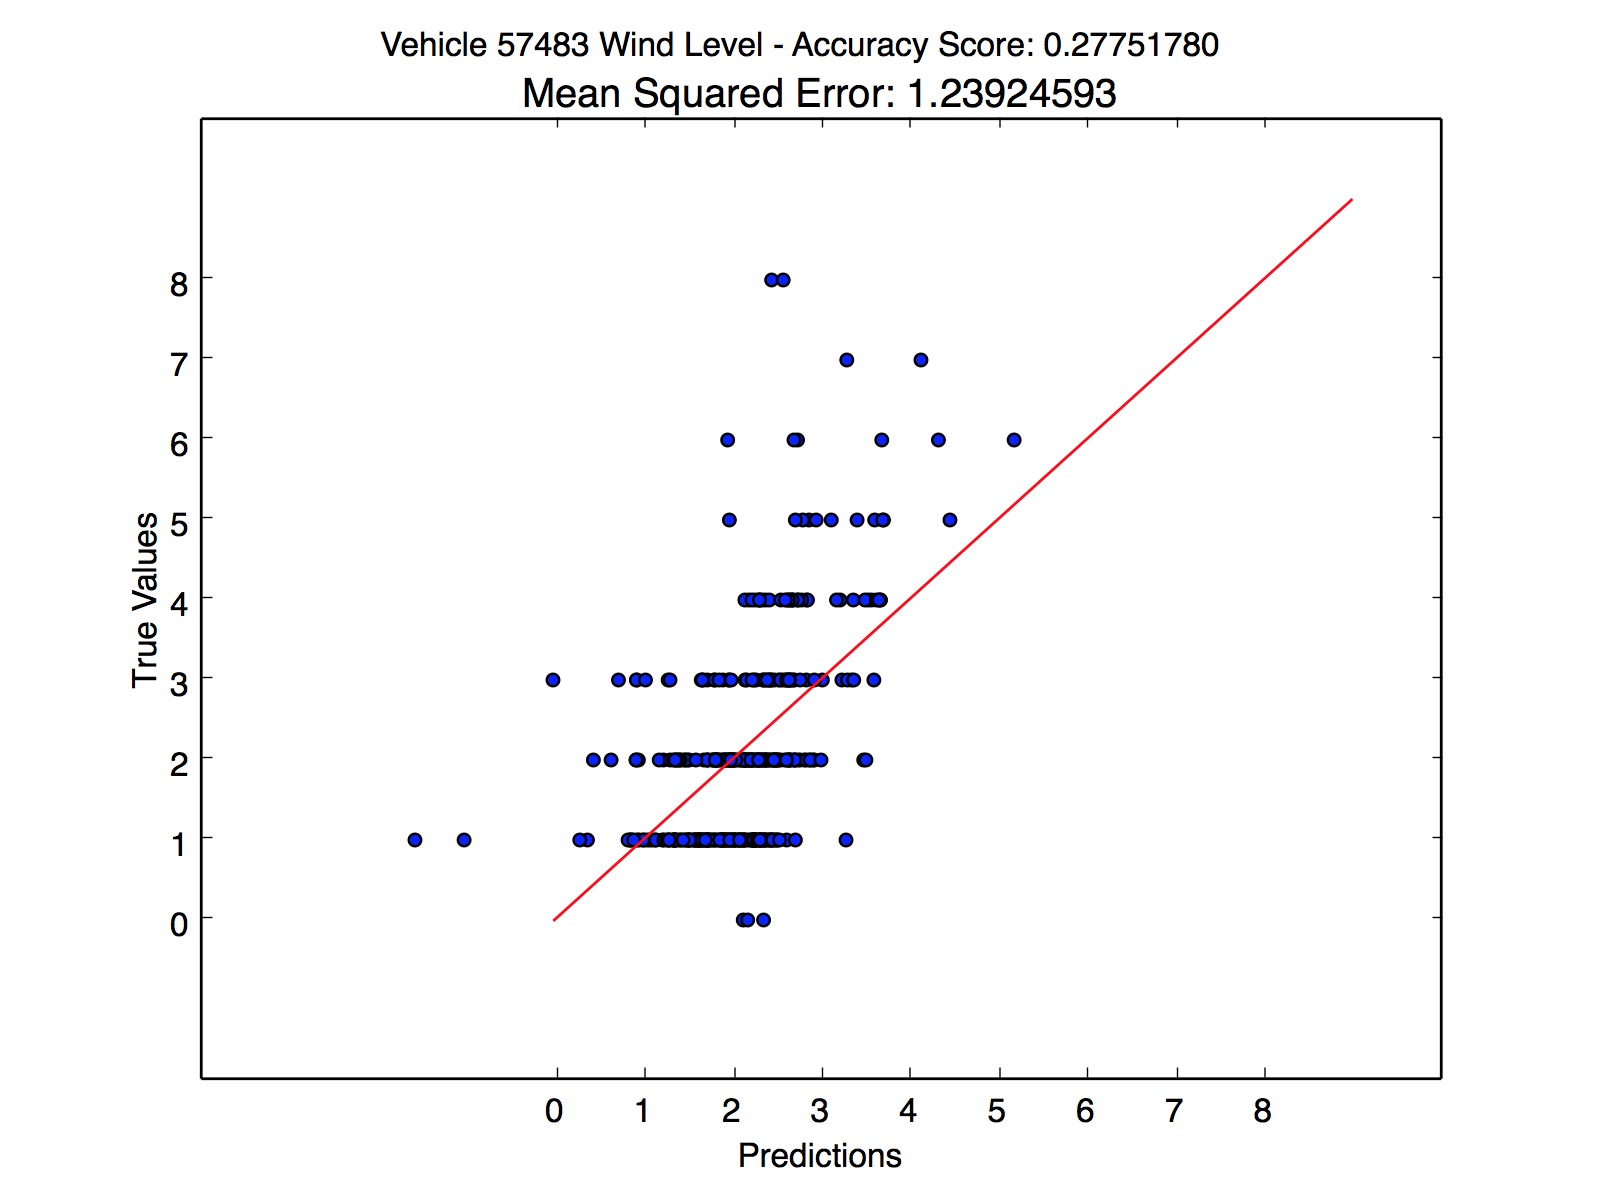 Vehicle 57483 Wind Level - Accuracy Score: 0.27751780
Mean Squared Error: 1.23924593
8
7
6
5
4
3
2
1
0
True Values
0 1 2 3 4 5 6 7 8
Predictions